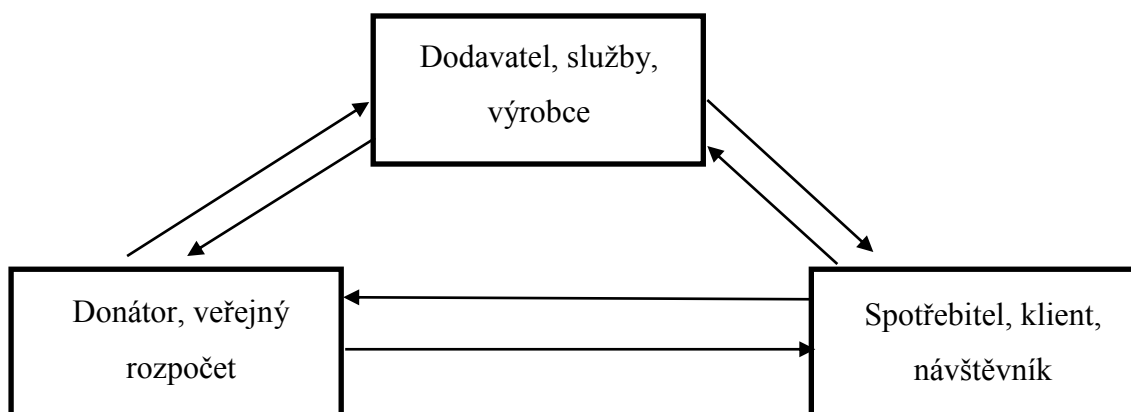 Dodavatel, služby,
výrobce
Donátor, veřejný
rozpočet
Spotřebitel, klient,
návštěvník